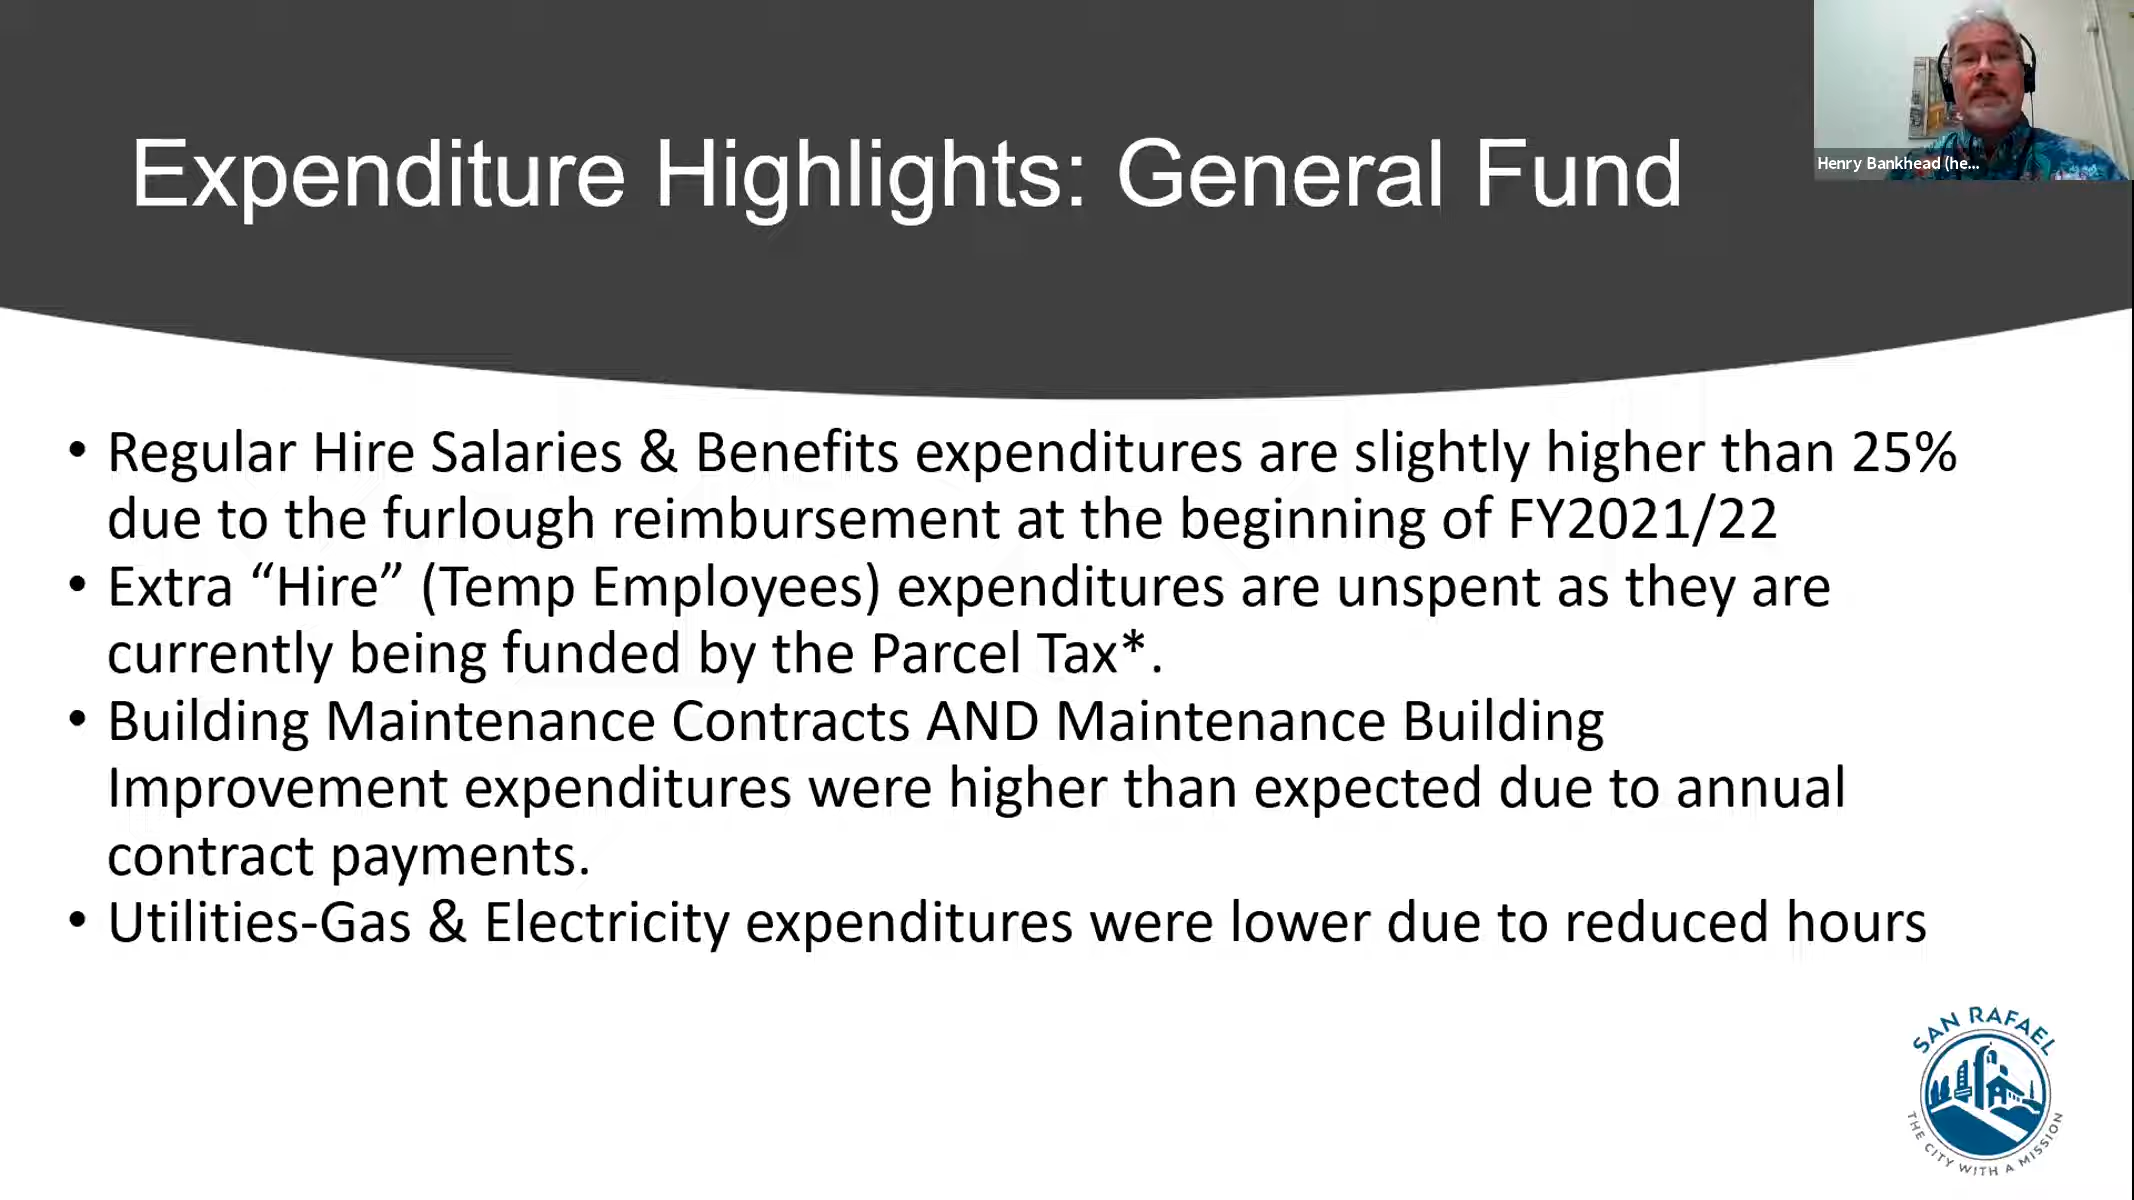 Expenditure Highlights: General Fund
Henry Bankhead (he...
• Regular Hire Salaries & Benefits expenditures are slightly higher than 25%
due to the furlough reimbursement at the beginning of FY2021/22
• Extra “Hire” (Temp Employees) expenditures are unspent as they are
currently being funded by the Parcel Tax*.
• Building Maintenance Contracts AND Maintenance Building
Improvement expenditures were higher than expected due to annual
contract payments.
• Utilities-Gas & Electricity expenditures were lower due to reduced hours
SAN RAFAEL
THE CITY WITH A MISSION